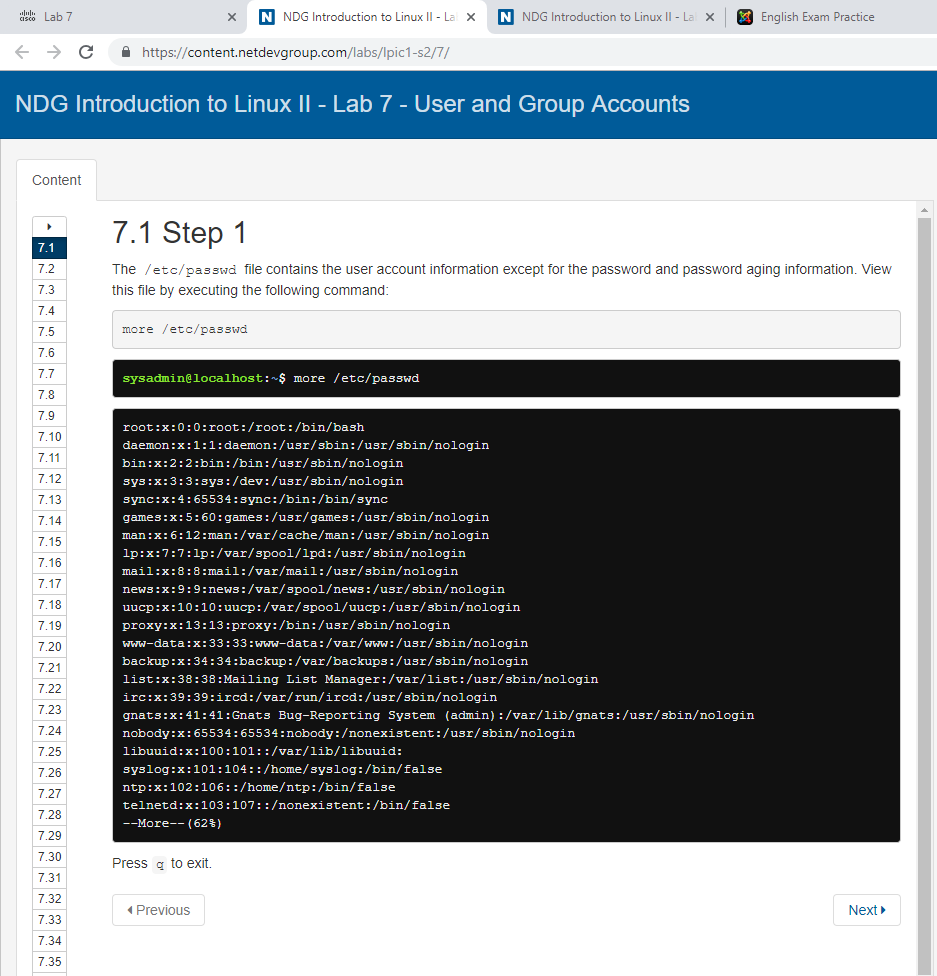 Lab 7
NDG Introduction to Linux II - La
NDG Introduction to Linux II - La
English Exam Practice
https://content.netdevgroup.com/labs/lpic1-s2/7/
NDG Introduction to Linux II - Lab 7 - User and Group Accounts
Content
7.1
7.2
7.3
7.4
7.5
7.6
7.7
7.8
7.9
7.10
7.11
7.12
7.13
7.14
7.15
7.16
7.17
7.18
7.19
7.20
7.21
7.22
7.23
7.24
7.25
7.26
7.27
7.28
7.29
7.30
7.31
7.32
7.33
7.34
7.35
7.1 Step 1
The /etc/passwd file contains the user account information except for the password and password aging information. View
this file by executing the following command:
more /etc/passwd
sysadmin@localhost:~$ more /etc/passwd
root:x:0:0:root:/root:/bin/bash
daemon:x:1:1:daemon:/usr/sbin:/usr/sbin/nologin
bin:x:2:2:bin:/bin:/usr/sbin/nologin
sys:x:3:3:sys:/dev:/usr/sbin/nologin
sync:x:4:65534:sync:/bin:/bin/sync
games:x:5:60:games:/usr/games:/usr/sbin/nologin
man:x:6:12:man:/var/cache/man:/usr/sbin/nologin
lp:x:7:7:lp:/var/spool/lpd:/usr/sbin/nologin
mail:x:8:8:mail:/var/mail:/usr/sbin/nologin
news:x:9:9:news:/var/spool/news:/usr/sbin/nologin
uucp:x:10:10:uucp:/var/spool/uucp:/usr/sbin/nologin
proxy:x:13:13:proxy:/bin:/usr/sbin/nologin
www-data:x:33:33:www-data:/var/www:/usr/sbin/nologin
backup:x:34:34:backup:/var/backups:/usr/sbin/nologin
list:x:38:38:Mailing List Manager:/var/list:/usr/sbin/nologin
irc:x:39:39:ircd:/var/run/ircd:/usr/sbin/nologin
gnats:x:41:41:Gnats Bug-Reporting System (admin):/var/lib/gnats:/usr/sbin/nologin
nobody:x:65534:65534:nobody:/nonexistent:/usr/sbin/nologin
libuuid:x:100:101::/var/lib/libuuid:
syslog:x:101:104::/home/syslog:/bin/false
ntp:x:102:106::/home/ntp:/bin/false
telnetd:x:103:107::/nonexistent:/bin/false
--More--(62%)
Press q to exit.
Previous
Next